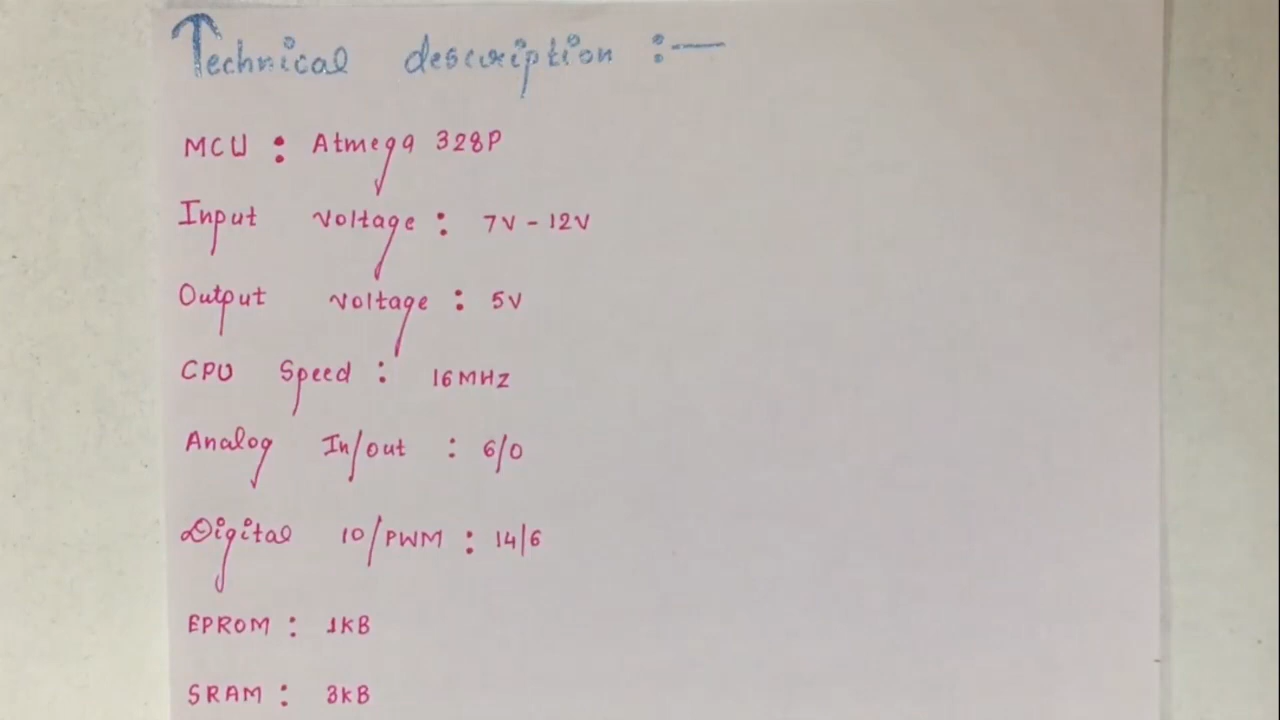 Technical description :-
MCU : Atmega 328P
Input voltage : 7V - 12V
Output voltage : 5V
CPU Speed : 16MHZ
Analog In/out : 6/0
Digital 10/PWM : 14/6
EPROM : 1KB
SRAM : 3KB